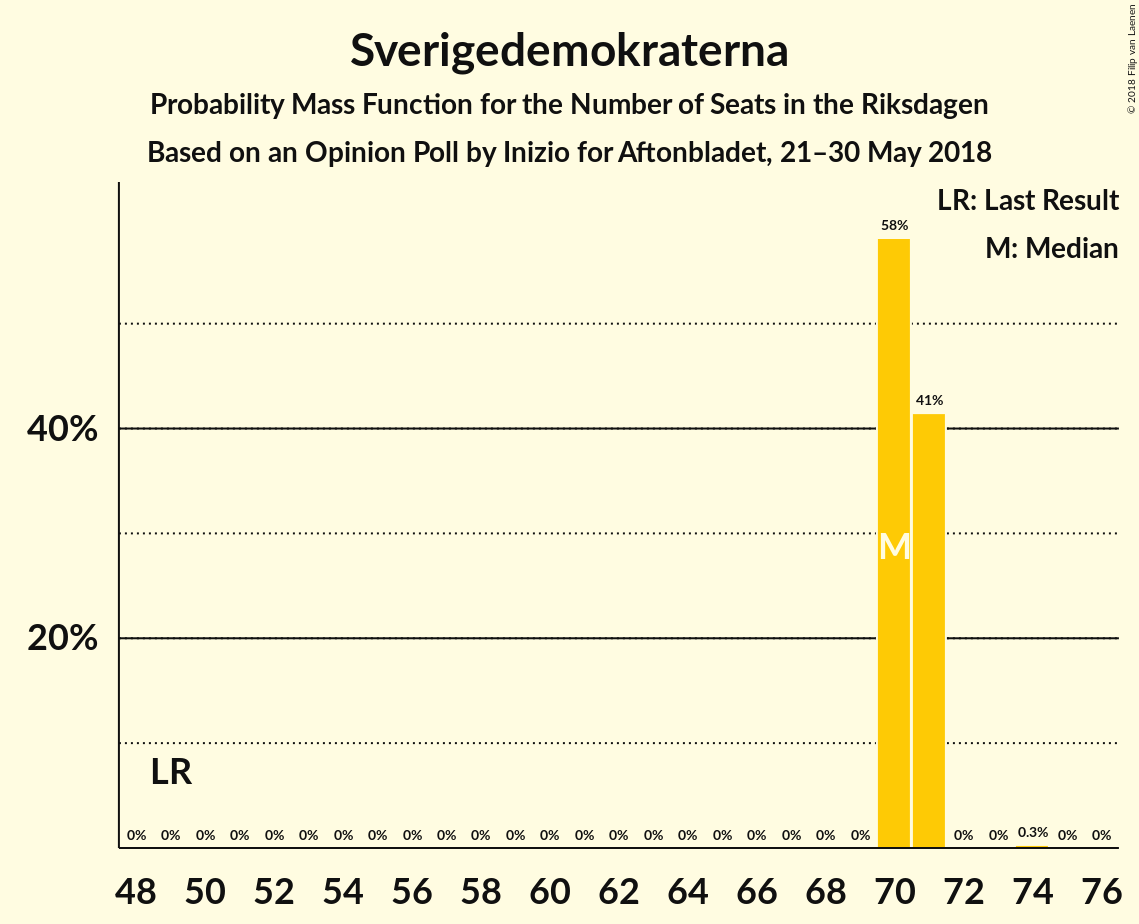 Sverigedemokraterna
Probability Mass Function for the Number of Seats in the Riksdagen
Based on an Opinion Poll by Inizio for Aftonbladet, 21–30 May 2018
© 2018 Filip van Laenen
LR: Last Result
M: Median
58%
41%
40%
M
20%
LR
0% 0% 0% 0% 0% 0% 0% 0% 0% 0% 0% 0% 0% 0% 0% 0% 0% 0% 0% 0% 0% 0% 0% 0% 0.3% 0% 0%
48 50 52 54 56 58 60 62 64 66 68 70 72 74 76